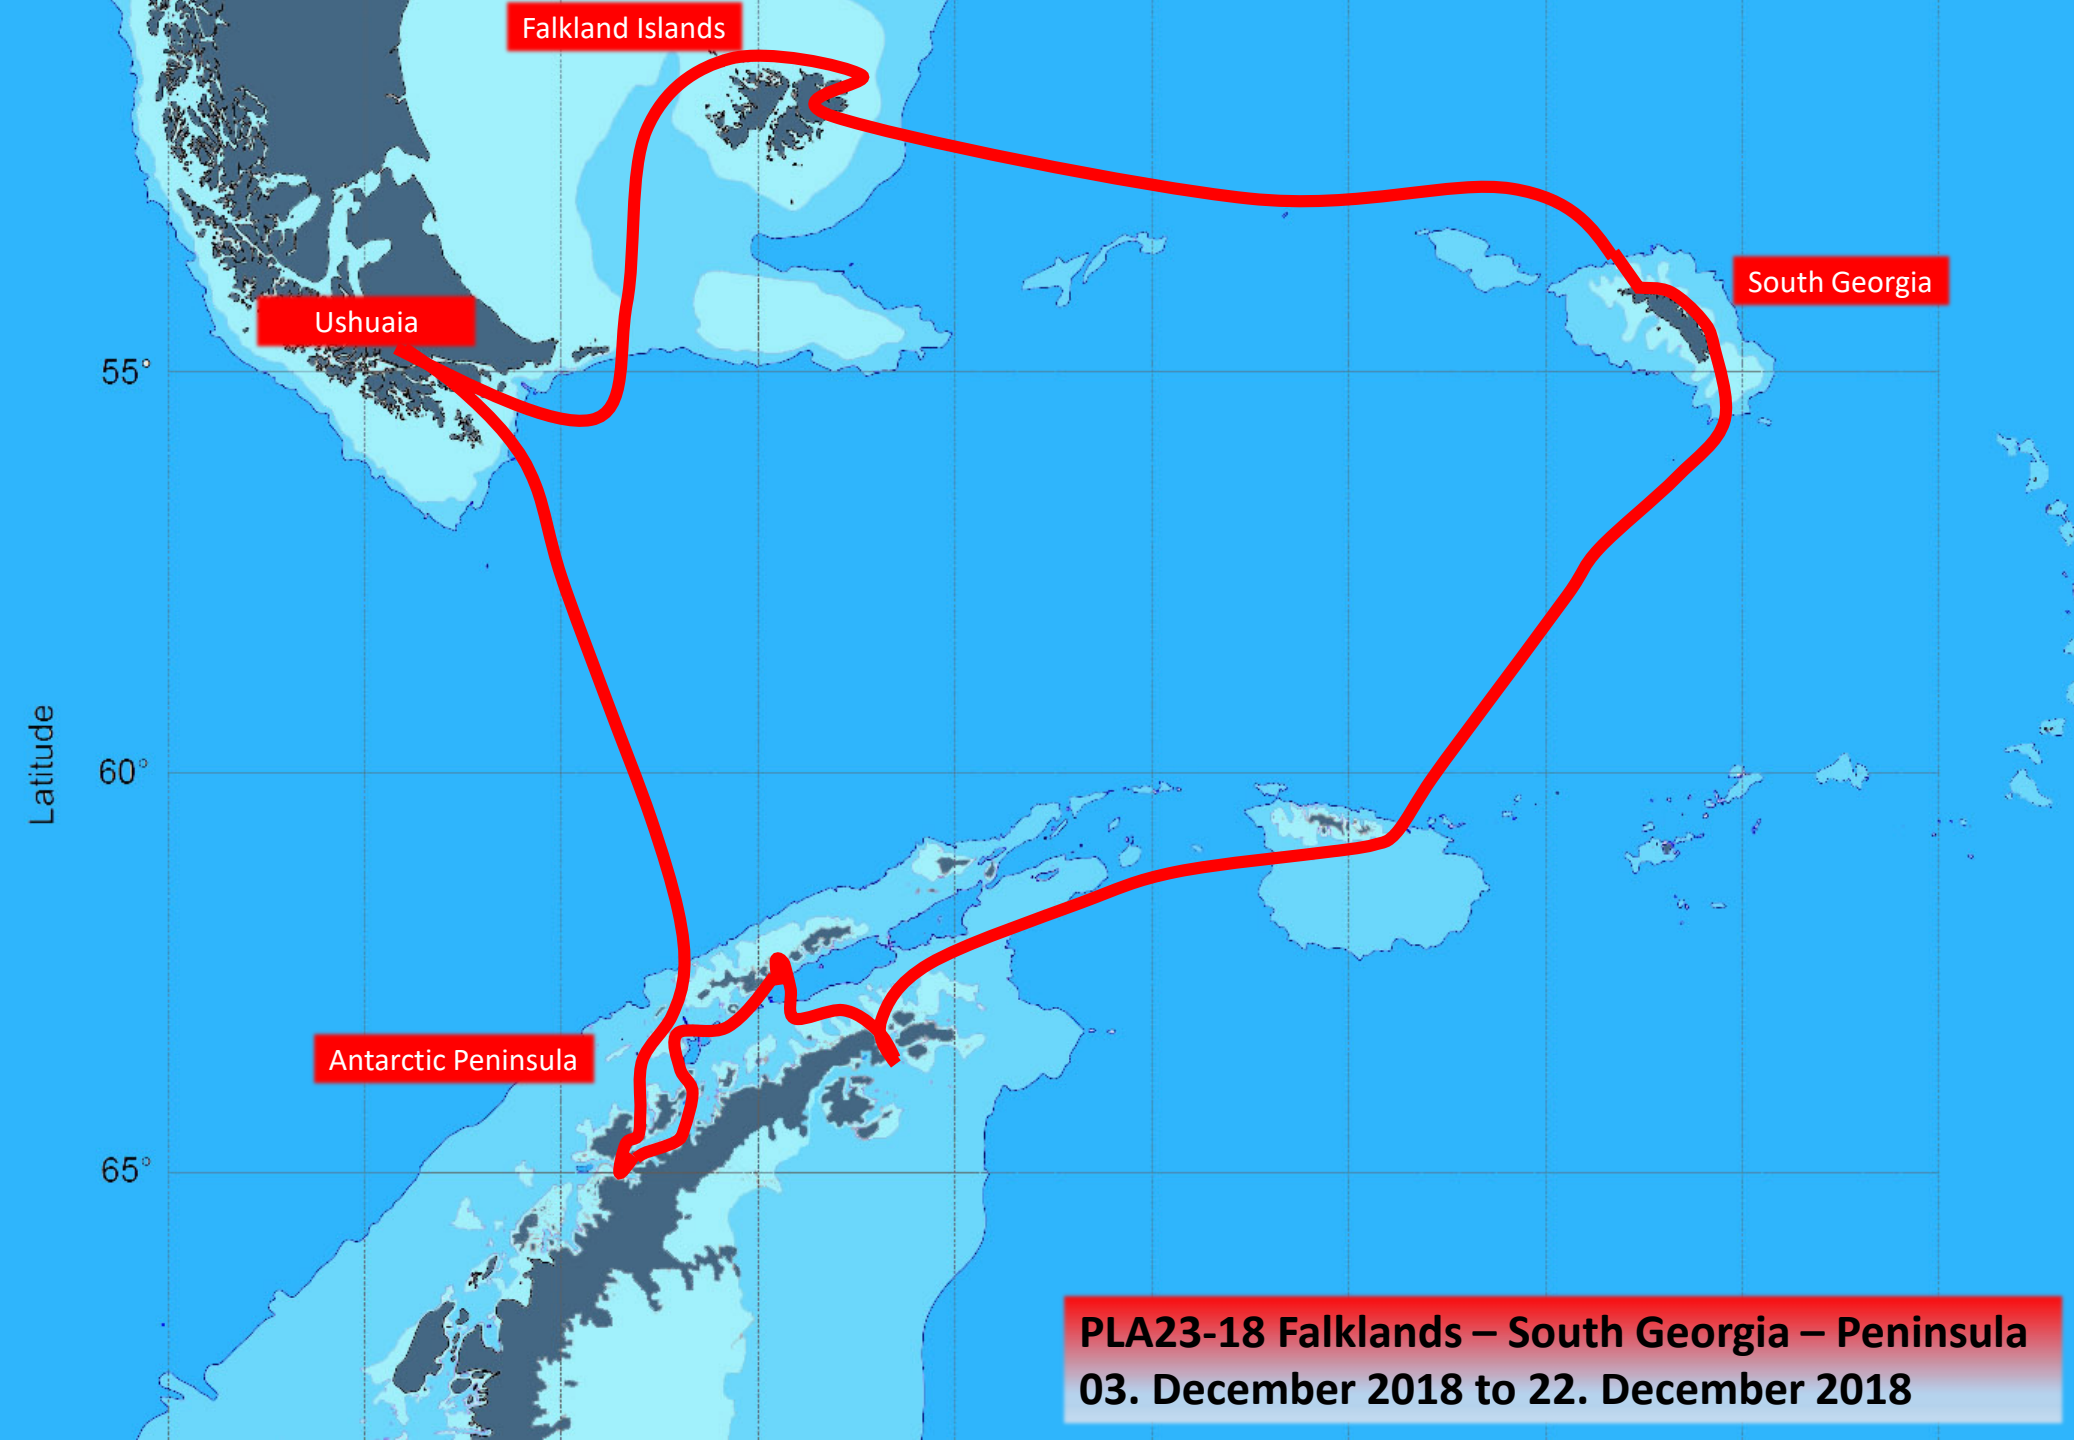 Falkland Islands
South Georgia
Ushuaia
55°
Latitude
60°
Antarctic Peninsula
65°
PLA23-18 Falklands – South Georgia – Peninsula
03. December 2018 to 22. December 2018